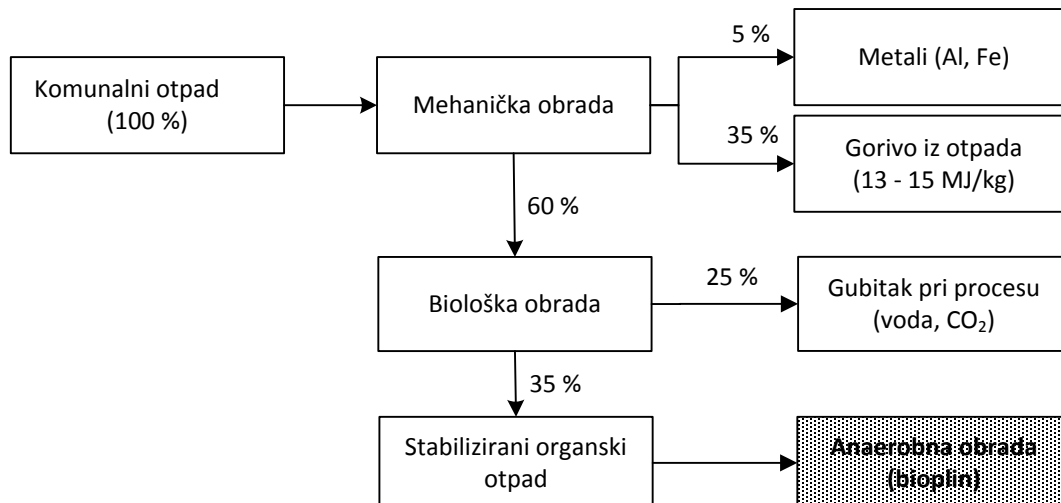 5 %
Metali (Al, Fe)
Komunalni otpad
(100 %)
Mehanička obrada
35 %
Gorivo iz otpada
(13 - 15 MJ/kg)
60 %
Biološka obrada
25 %
Gubitak pri procesu
(voda, CO₂)
35 %
Stabilizirani organski
otpad
Anaerobna obrada
(bioplin)